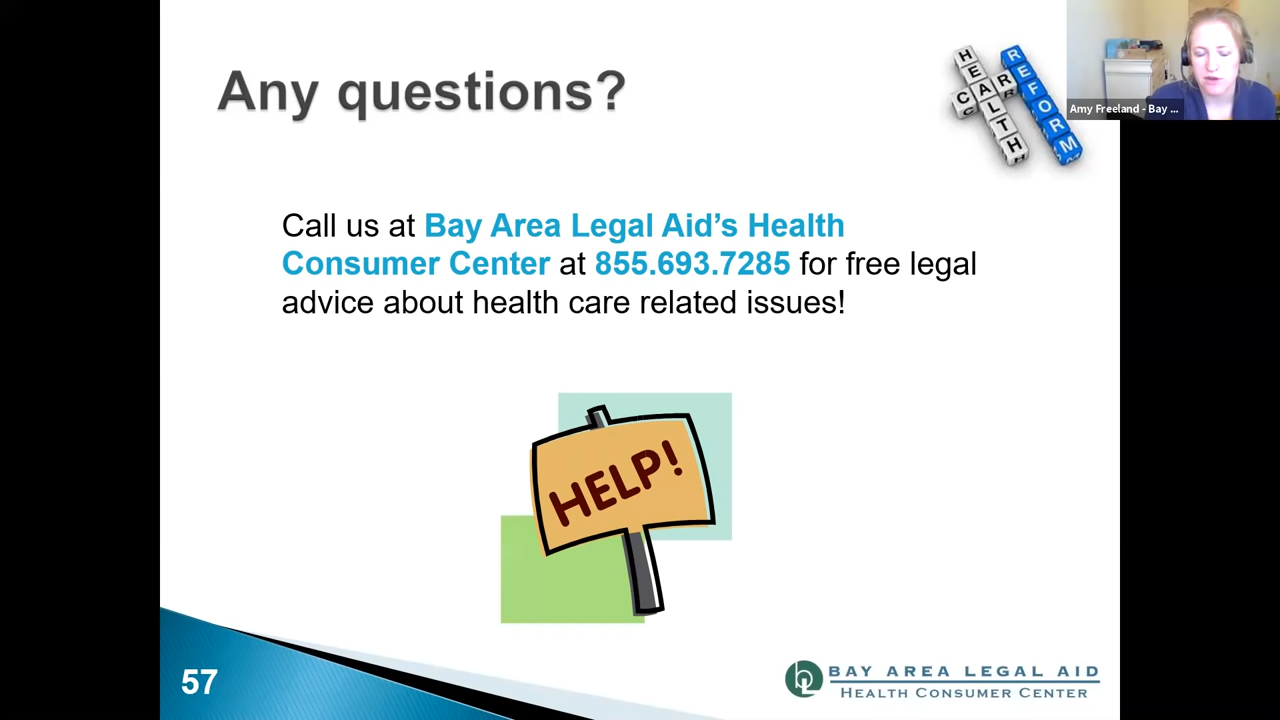 Any questions?
HEALTH
CARE
REFORM
Amy Freeland - Bay ...
Call us at Bay Area Legal Aid’s Health
Consumer Center at 855.693.7285 for free legal
advice about health care related issues!
HELP!
57
BAY AREA LEGAL AID
HEALTH CONSUMER CENTER